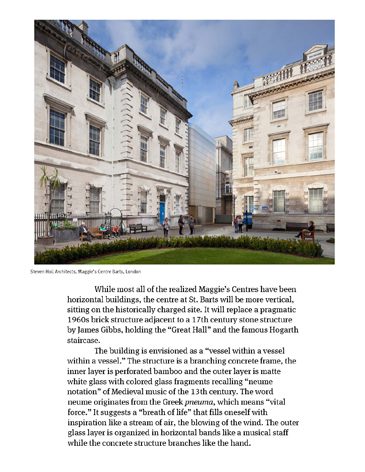 Steven Holl Architects, Maggie's Centre Barts, London
While most all of the realized Maggie's Centres have been
horizontal buildings, the centre at St. Barts will be more vertical,
sitting on the historically charged site. It will replace a pragmatic
1960s brick structure adjacent to a 17th century stone structure
by James Gibbs, holding the "Great Hall" and the famous Hogarth
staircase.
The building is envisioned as a "vessel within a vessel
within a vessel." The structure is a branching concrete frame, the
inner layer is perforated bamboo and the outer layer is matte
white glass with colored glass fragments recalling "neume
notation" of Medieval music of the 13th century. The word
neume originates from the Greek pneuma, which means "vital
force." It suggests a "breath of life" that fills oneself with
inspiration like a stream of air, the blowing of the wind. The outer
glass layer is organized in horizontal bands like a musical staff
while the concrete structure branches like the hand.